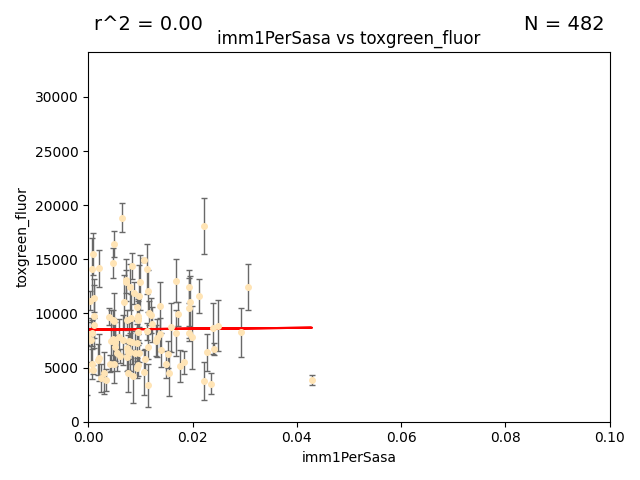 r^2 = 0.00
N = 482
imm1PerSasa vs toxgreen_fluor
30000
25000
20000
15000
10000
5000
0
toxgreen_fluor
0.00
0.02
0.04
0.06
0.08
0.10
imm1PerSasa